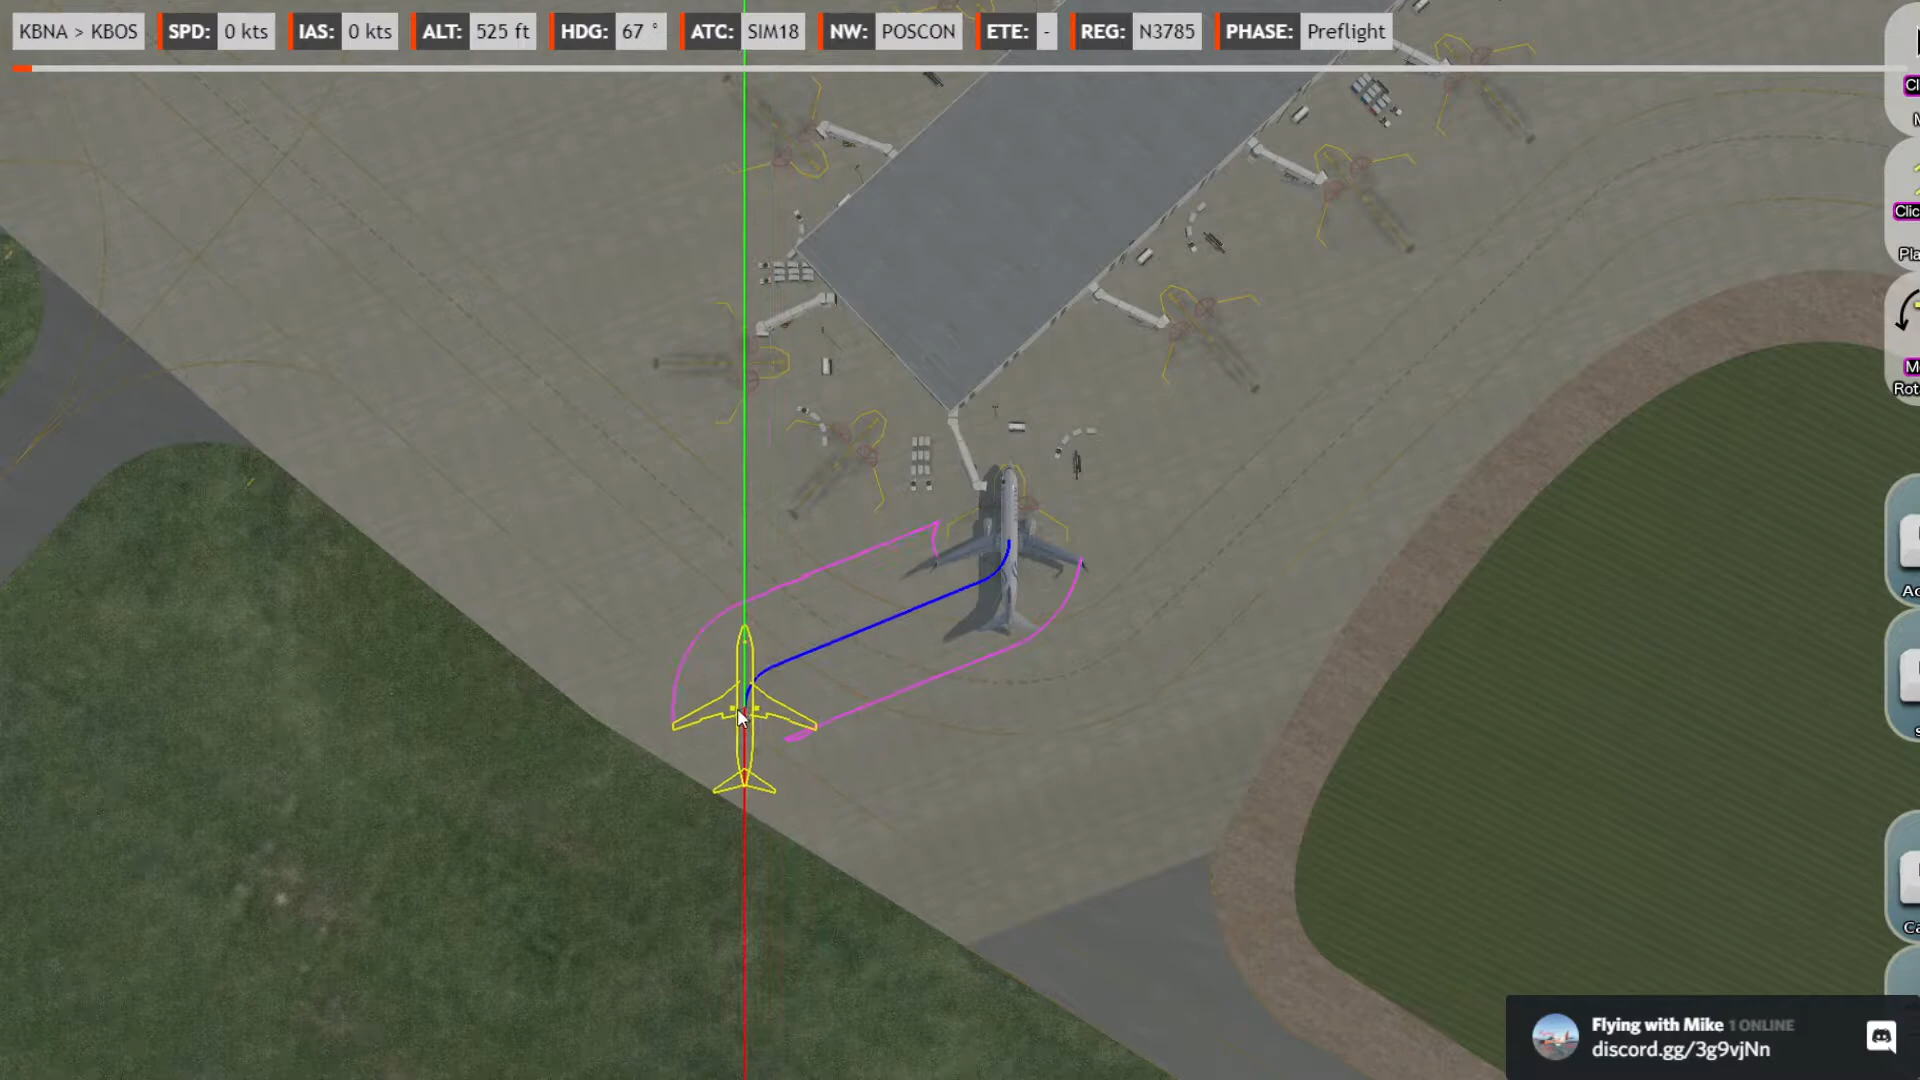 KBNA > KBOS SPD: 0 kts IAS: 0 kts ALT: 525 ft HDG: 67 ° ATC: SIM18 NW: POSCON ETE: - REG: N3785 PHASE: Preflight
Flying with Mike 1 ONLINE
discord.gg/3g9vjNn